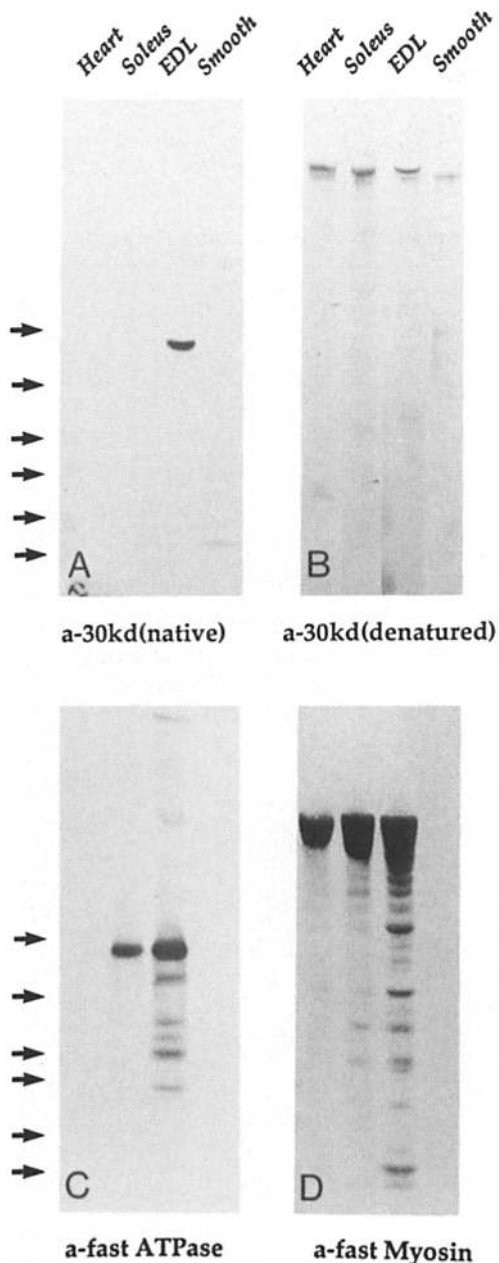 Heart Soleus EDL Smooth Heart Soleus EDL Smooth
A B
a-30kd(native) a-30kd(denatured)
C D
a-fast ATPase a-fast Myosin